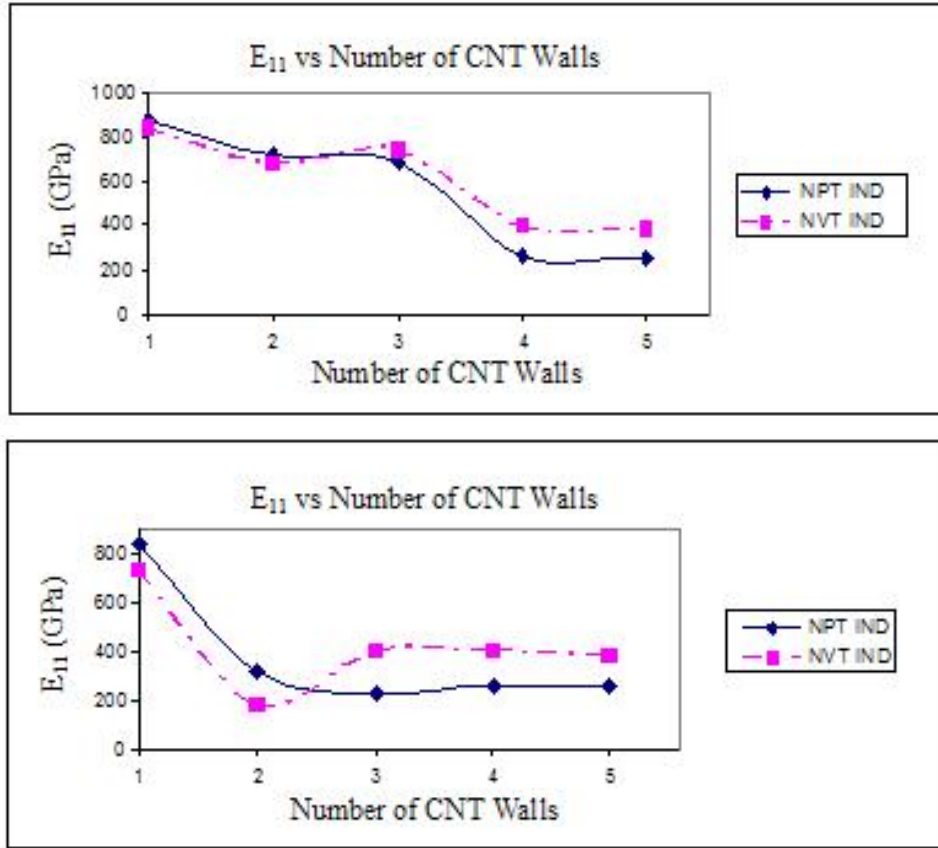 E₁₁ vs Number of CNT Walls
1000
800
600
400
200
0
E₁₁ (GPa)
1 2 3 4 5
Number of CNT Walls
NPT IND
NVT IND
E₁₁ vs Number of CNT Walls
800
600
400
200
0
E₁₁ (GPa)
1 2 3 4 5
Number of CNT Walls
NPT IND
NVT IND